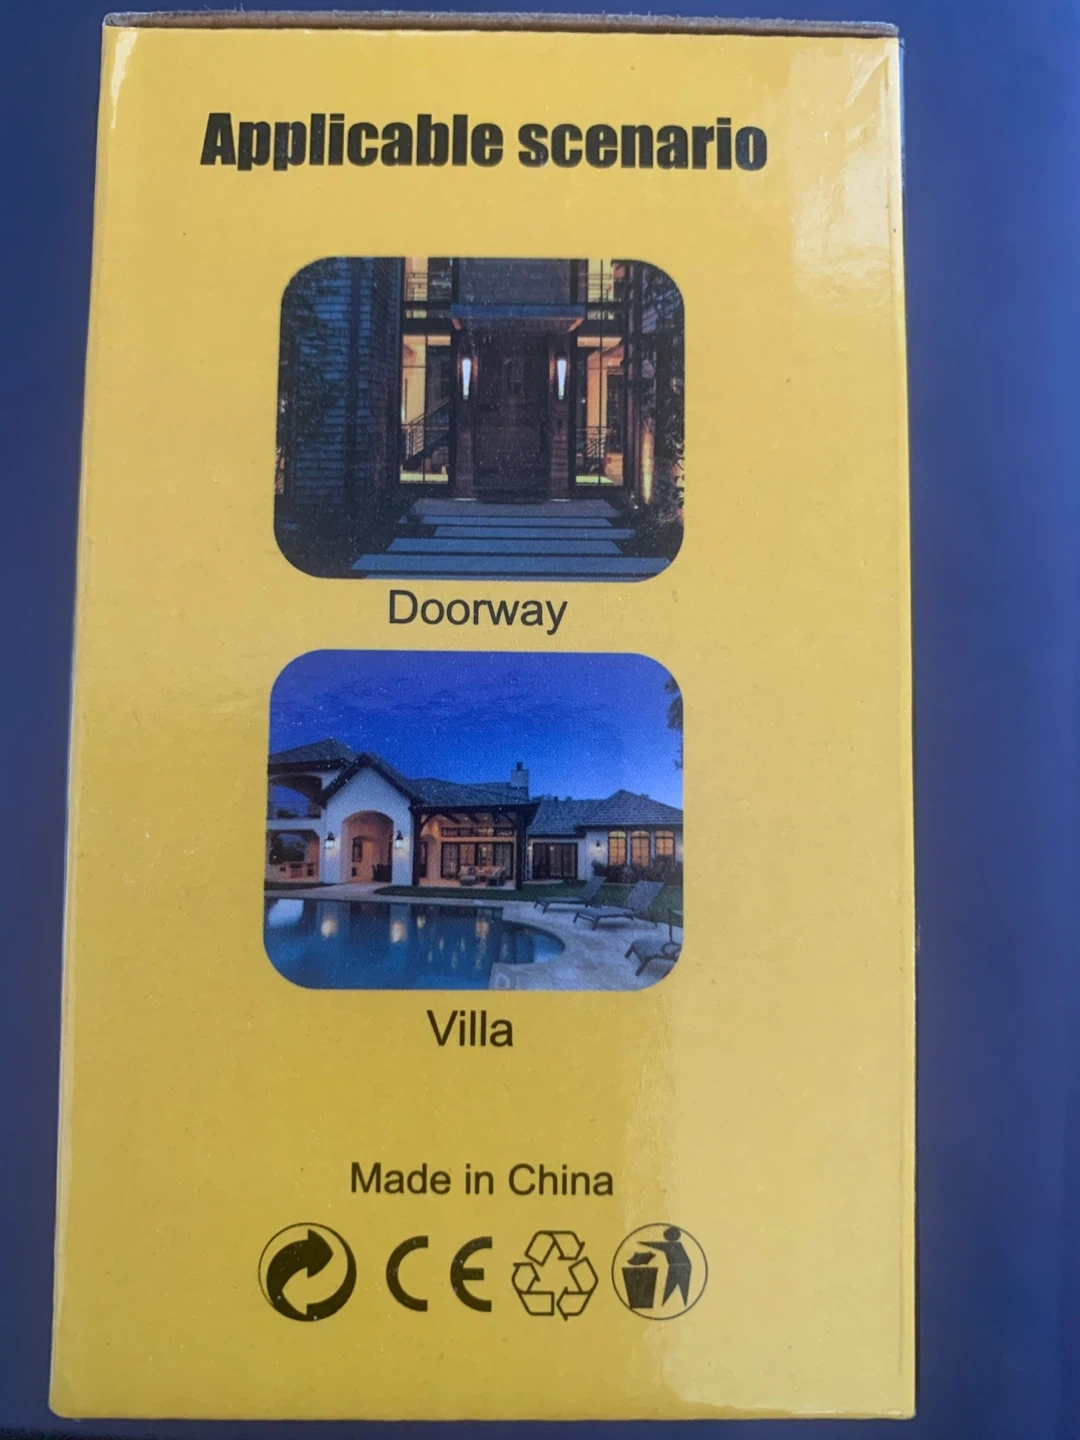 Applicable scenario
Doorway
Villa
Made in China
CE